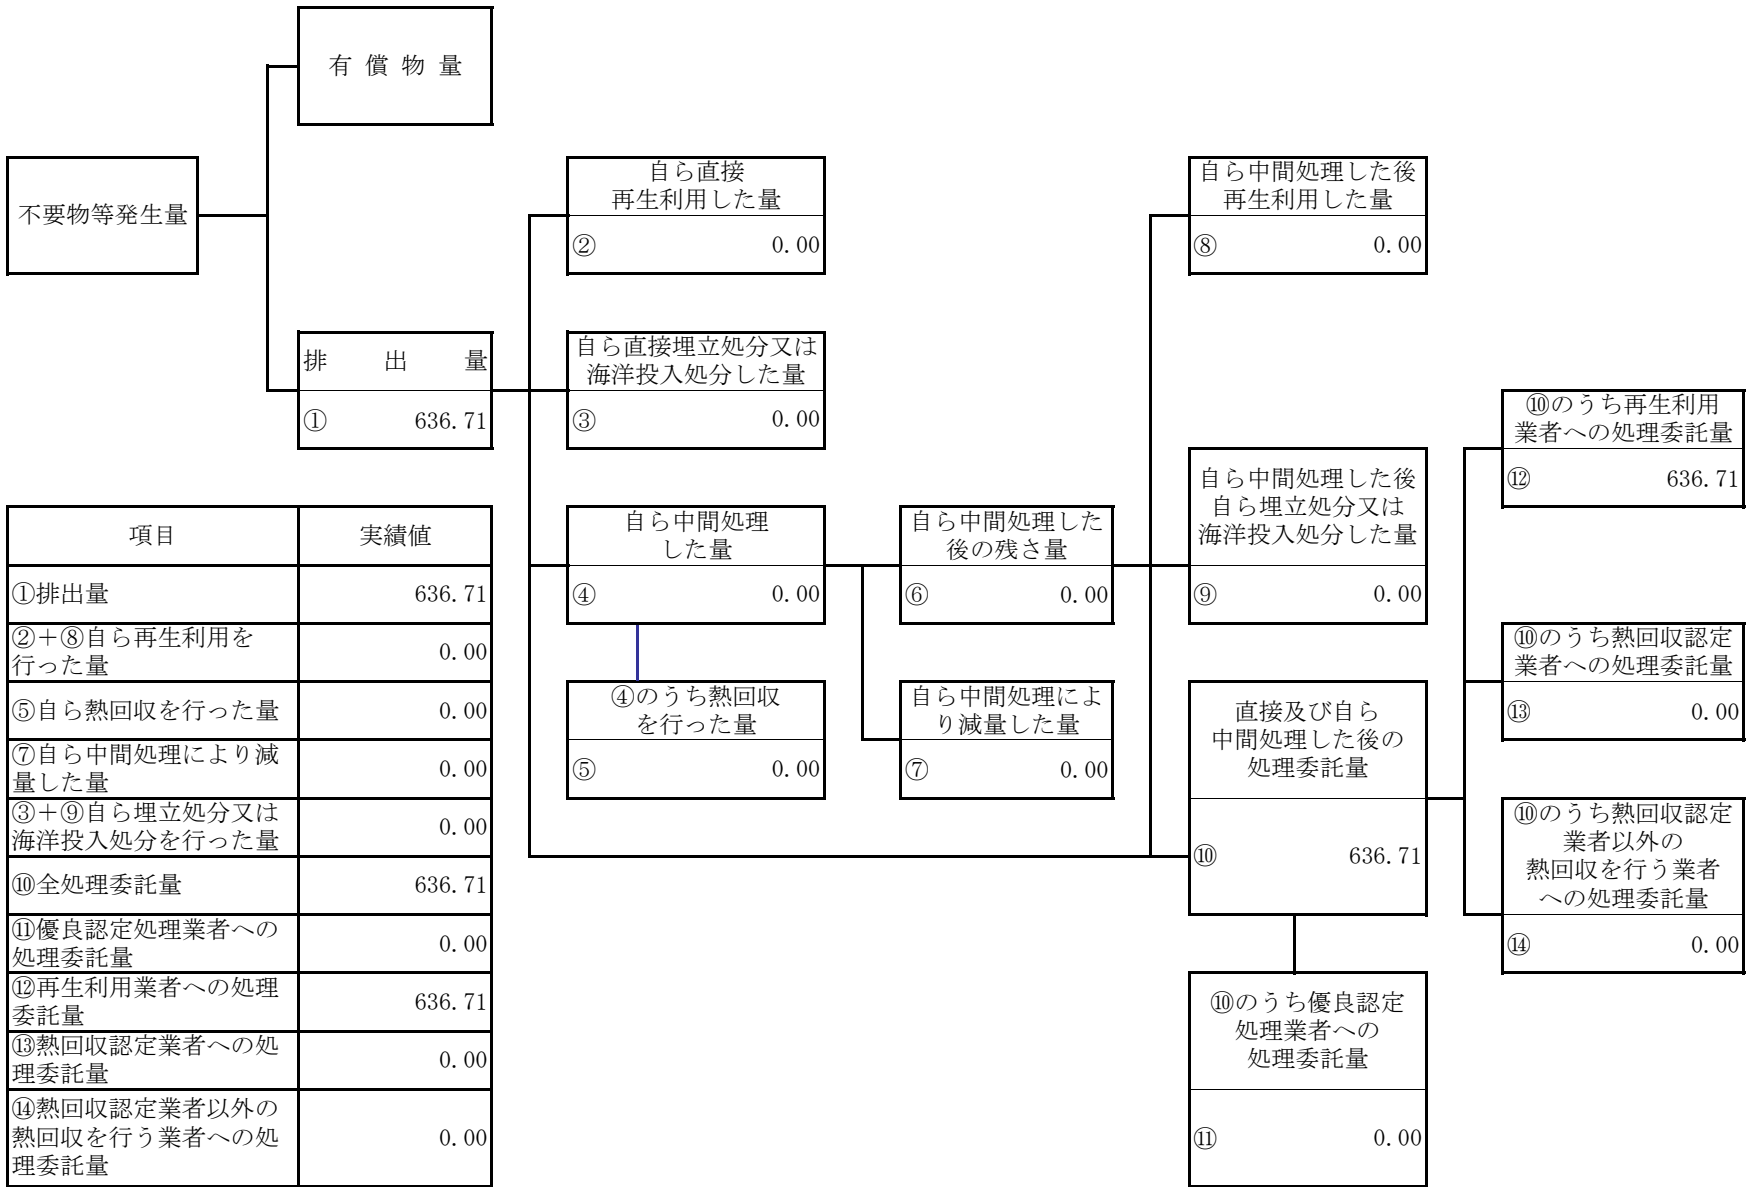 有償物量
不要物等発生量
自ら直接
再生利用した量
② 0.00
自ら中間処理した後
再生利用した量
⑧ 0.00
排出量
① 636.71
自ら直接埋立処分又は
海洋投入処分した量
③ 0.00
⑩のうち再生利用
業者への処理委託量
⑫ 636.71
自ら中間処理
した量
④ 0.00
自ら中間処理した
後の残さ量
⑥ 0.00
自ら中間処理した後
自ら埋立処分又は
海洋投入処分した量
⑨ 0.00
⑩のうち熱回収認定
業者への処理委託量
⑬ 0.00
④のうち熱回収
を行った量
⑤ 0.00
自ら中間処理によ
り減量した量
⑦ 0.00
直接及び自ら
中間処理した後の
処理委託量
⑩ 636.71
⑩のうち熱回収認定
業者以外の
熱回収を行う業者
への処理委託量
⑭ 0.00
⑩のうち優良認定
処理業者への
処理委託量
⑪ 0.00
項目 実績値
①排出量 636.71
②＋⑧自ら再生利用を
行った量 0.00
⑤自ら熱回収を行った量 0.00
⑦自ら中間処理により減
量した量 0.00
③＋⑨自ら埋立処分又は
海洋投入処分を行った量 0.00
⑩全処理委託量 636.71
⑪優良認定処理業者への
処理委託量 0.00
⑫再生利用業者への処理
委託量 636.71
⑬熱回収認定業者への処
理委託量 0.00
⑭熱回収認定業者以外の
熱回収を行う業者への処
理委託量 0.00